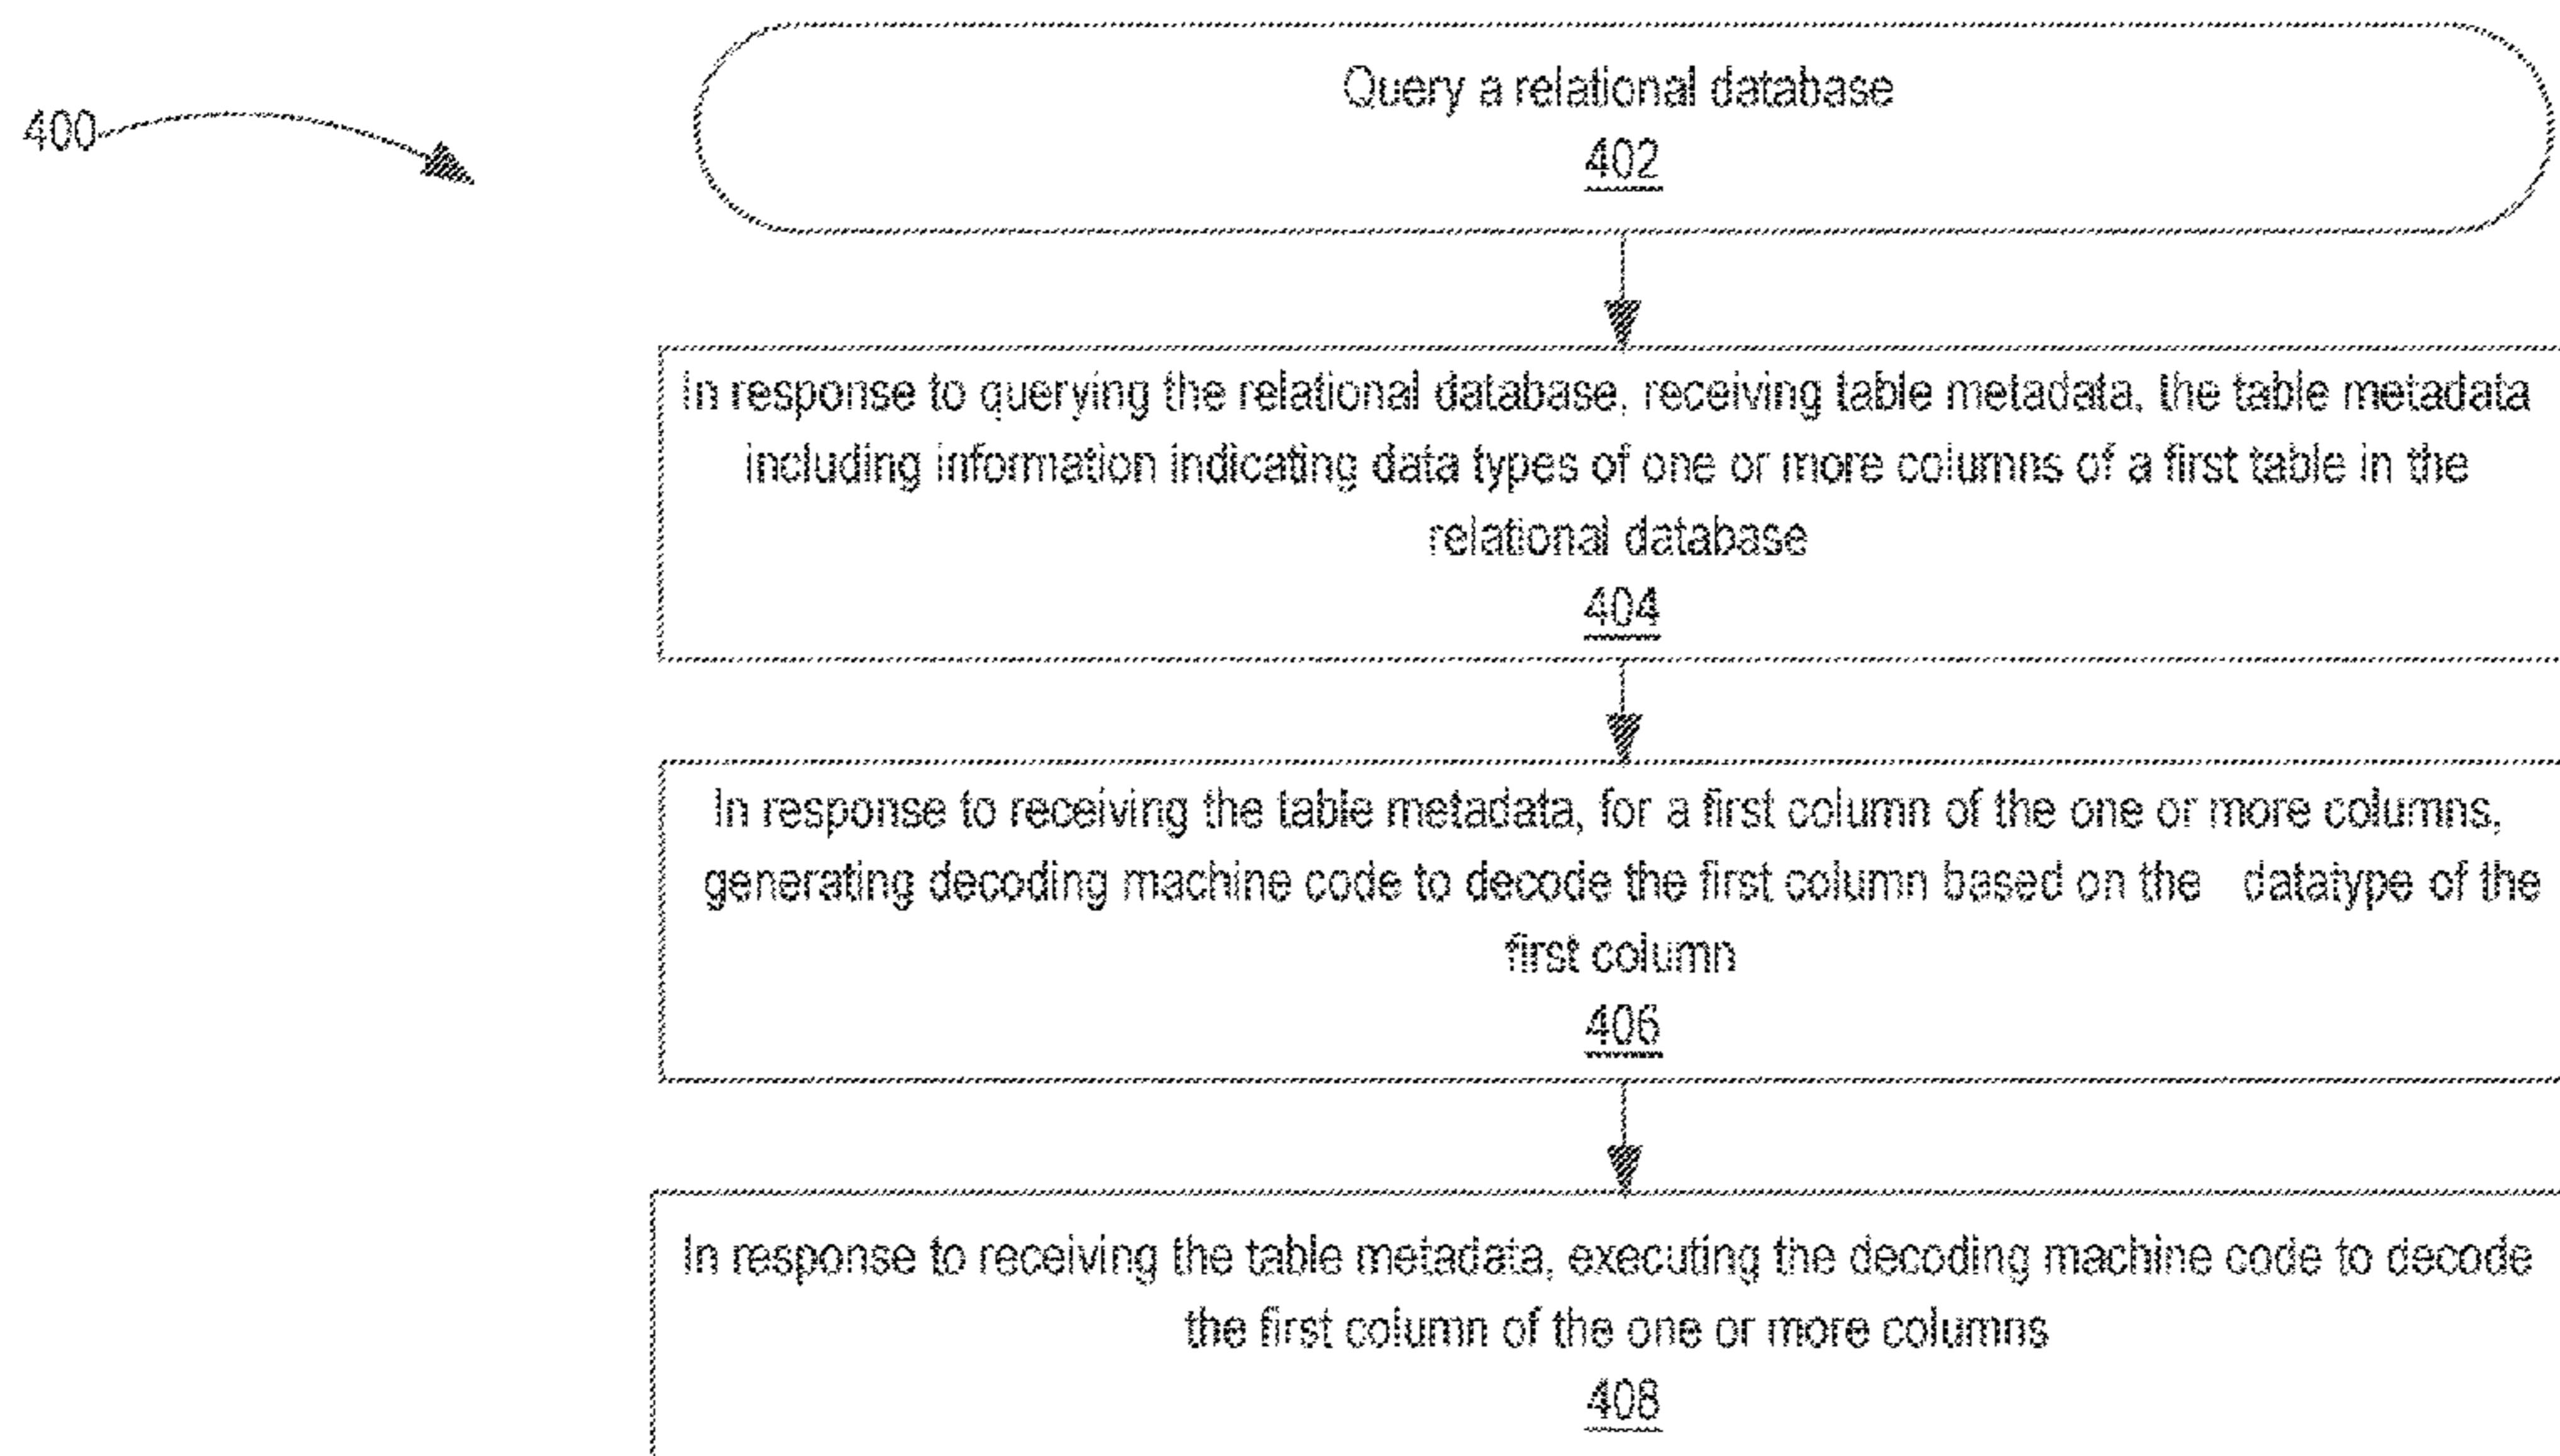 400
Query a relational database
402
In response to querying the relational database, receiving table metadata, the table metadata
including information indicating data types of one or more columns of a first table in the
relational database
404
In response to receiving the table metadata, for a first column of the one or more columns,
generating decoding machine code to decode the first column based on the datatype of the
first column
406
In response to receiving the table metadata, executing the decoding machine code to decode
the first column of the one or more columns
408